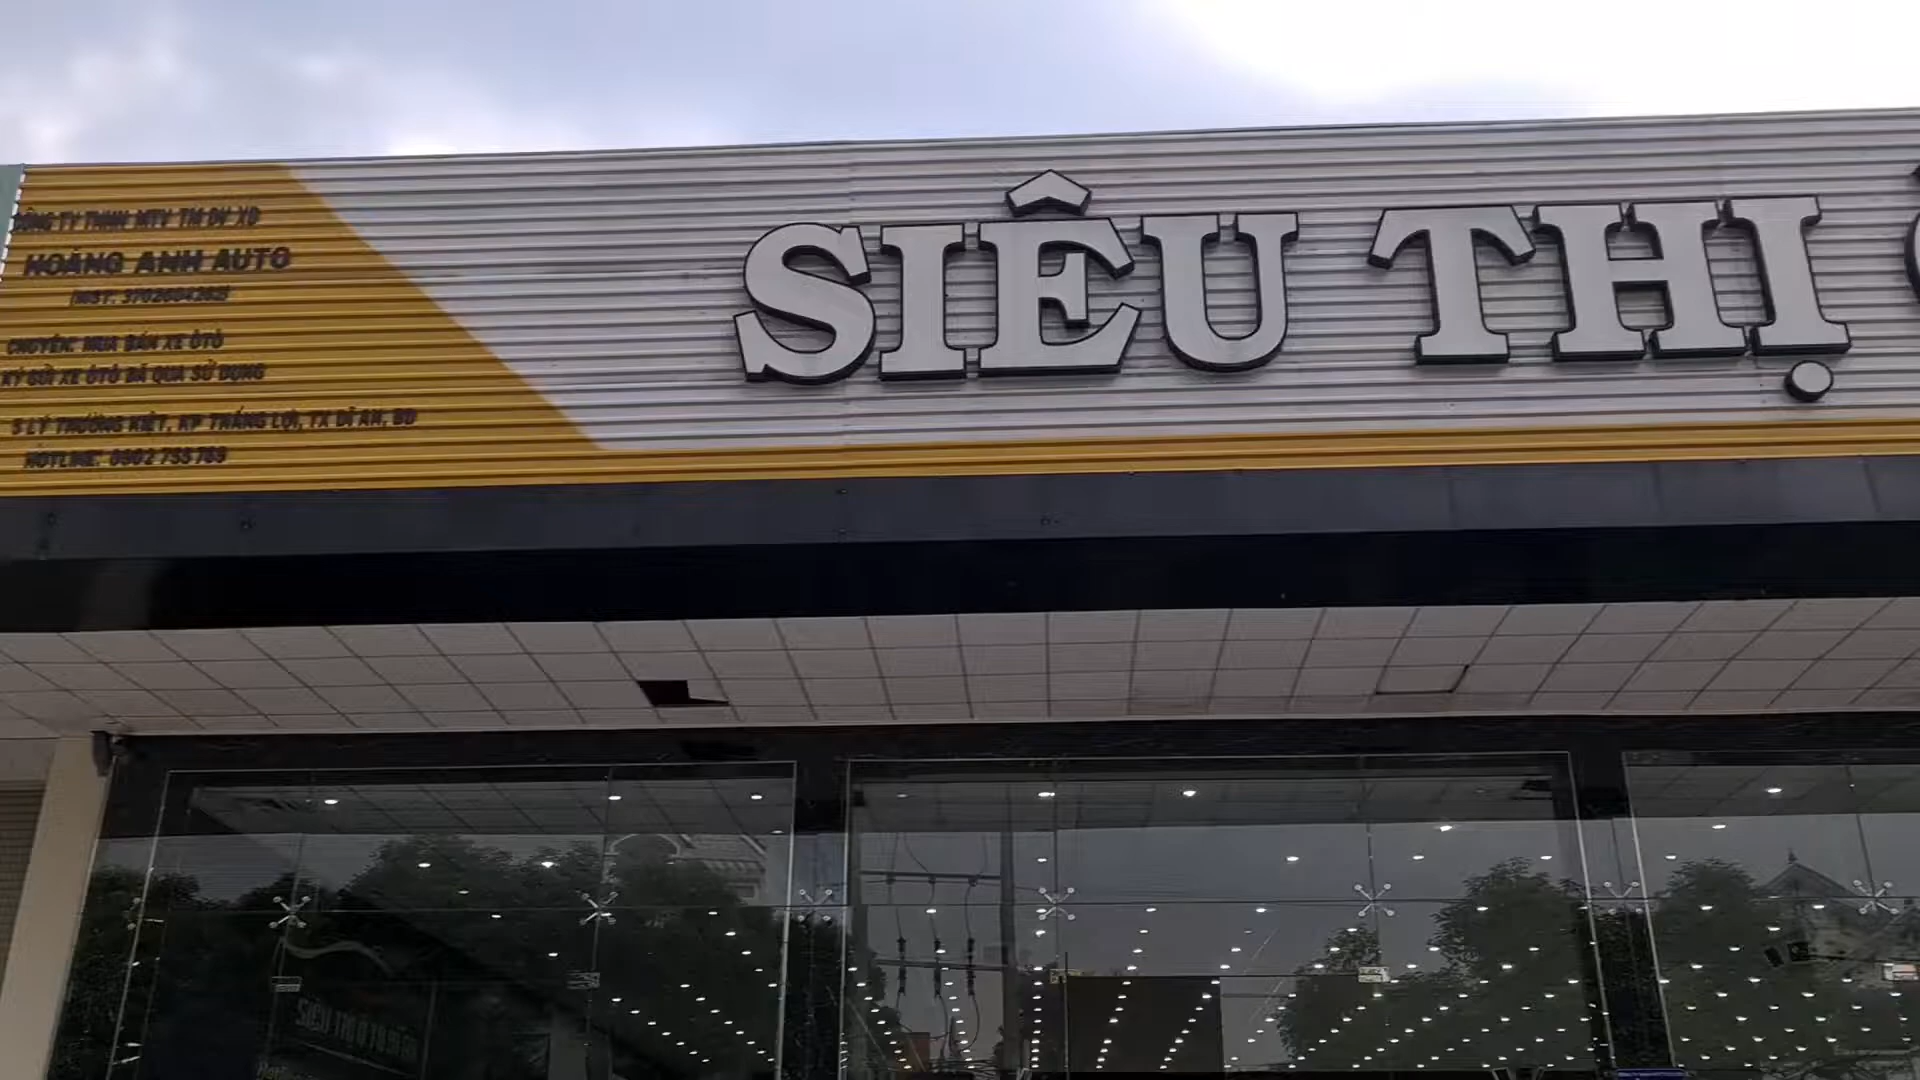 CÔNG TY TNHH MTV TM DV XD
HOÀNG ANH AUTO
SIÊU THỊ
CHUYÊN: MUA BÁN XE ÔTÔ
KÝ GỬI XE ÔTÔ ĐÃ QUA SỬ DỤNG
5 LÝ THƯỜNG KIỆT, KP THẮNG LỢI, TX DĨ AN, BD
HOTLINE: 0902 755 789